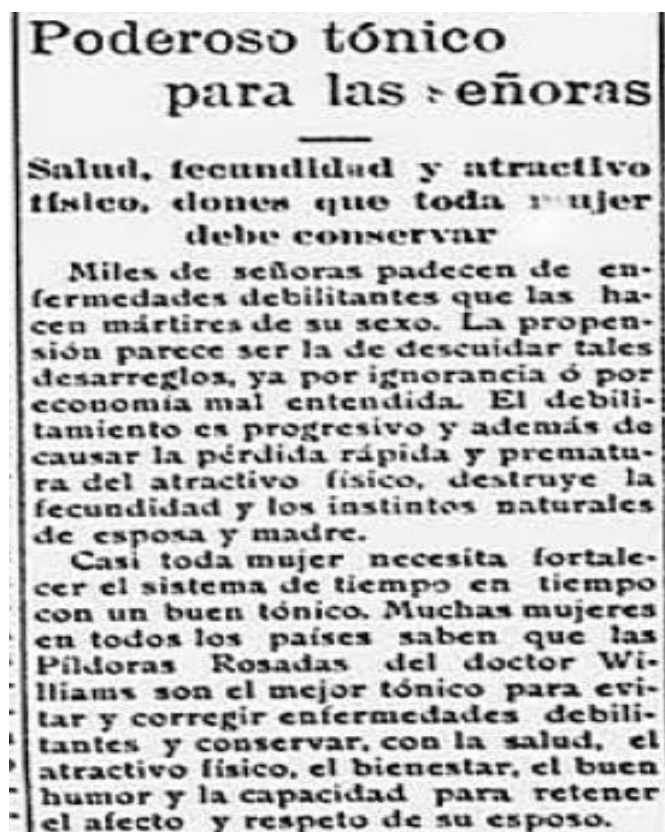 Poderoso tónico
para las señoras
Salud, fecundidad y atractivo
físico, dones que toda mujer
debe conservar
Miles de señoras padecen de en-
fermedades debilitantes que las ha-
cen mártires de su sexo. La propen-
sión parece ser la de descuidar tales
desarreglos, ya por ignorancia ó por
economía mal entendida. El debili-
tamiento es progresivo y además de
causar la pérdida rápida y prematu-
ra del atractivo físico, destruye la
fecundidad y los instintos naturales
de esposa y madre.
Casi toda mujer necesita fortale-
cer el sistema de tiempo en tiempo
con un buen tónico. Muchas mujeres
en todos los países saben que las
Píldoras Rosadas del doctor Wi-
lliams son el mejor tónico para evi-
tar y corregir enfermedades debili-
tantes y conservar, con la salud, el
atractivo físico, el bienestar, el buen
humor y la capacidad para retener
el afecto y respeto de su esposo.